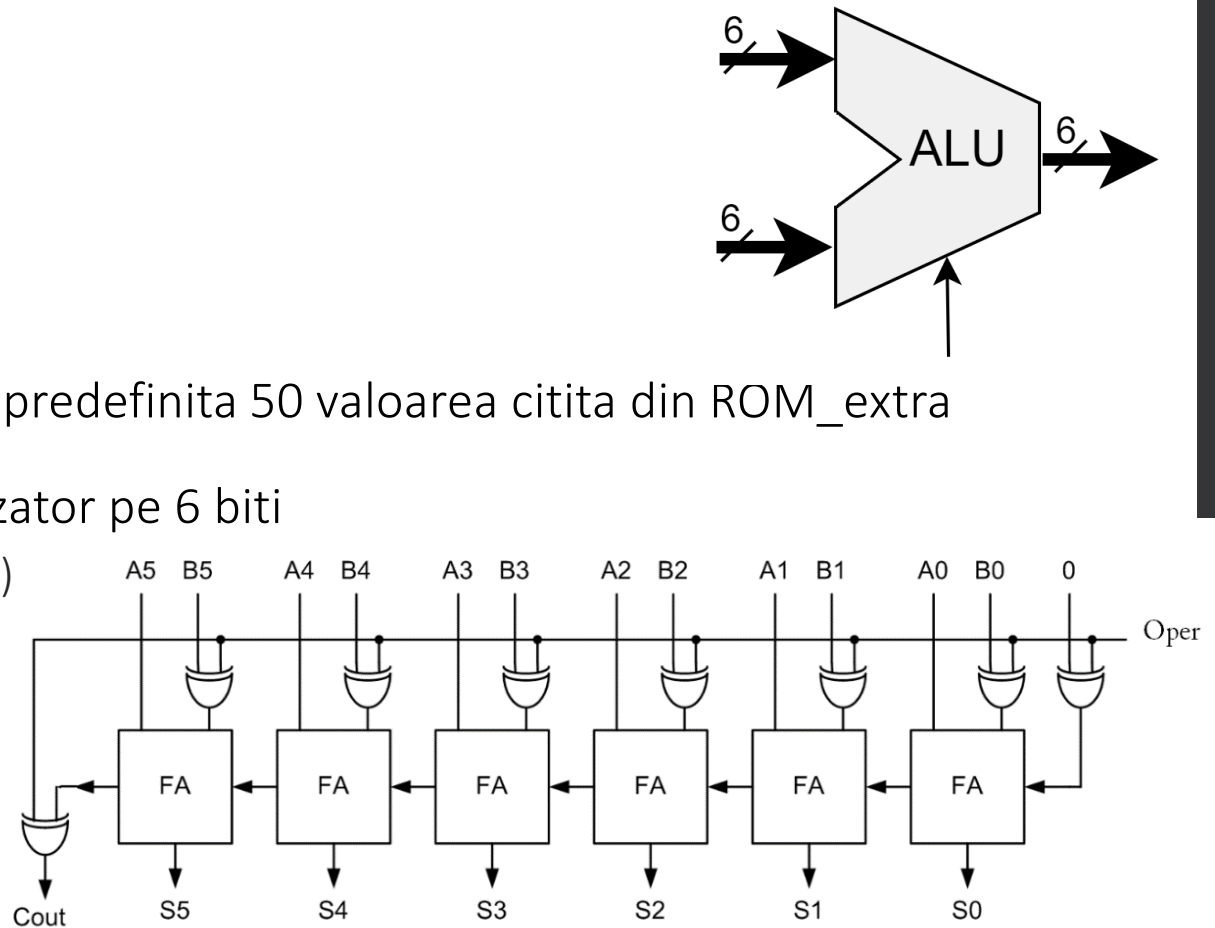 6
ALU
6
6
predefinita 50 valoarea citita din ROM_extra
zator pe 6 biti
)
A5 B5 A4 B4 A3 B3 A2 B2 A1 B1 A0 B0 0
Oper
FA FA FA FA FA FA
Cout S5 S4 S3 S2 S1 S0